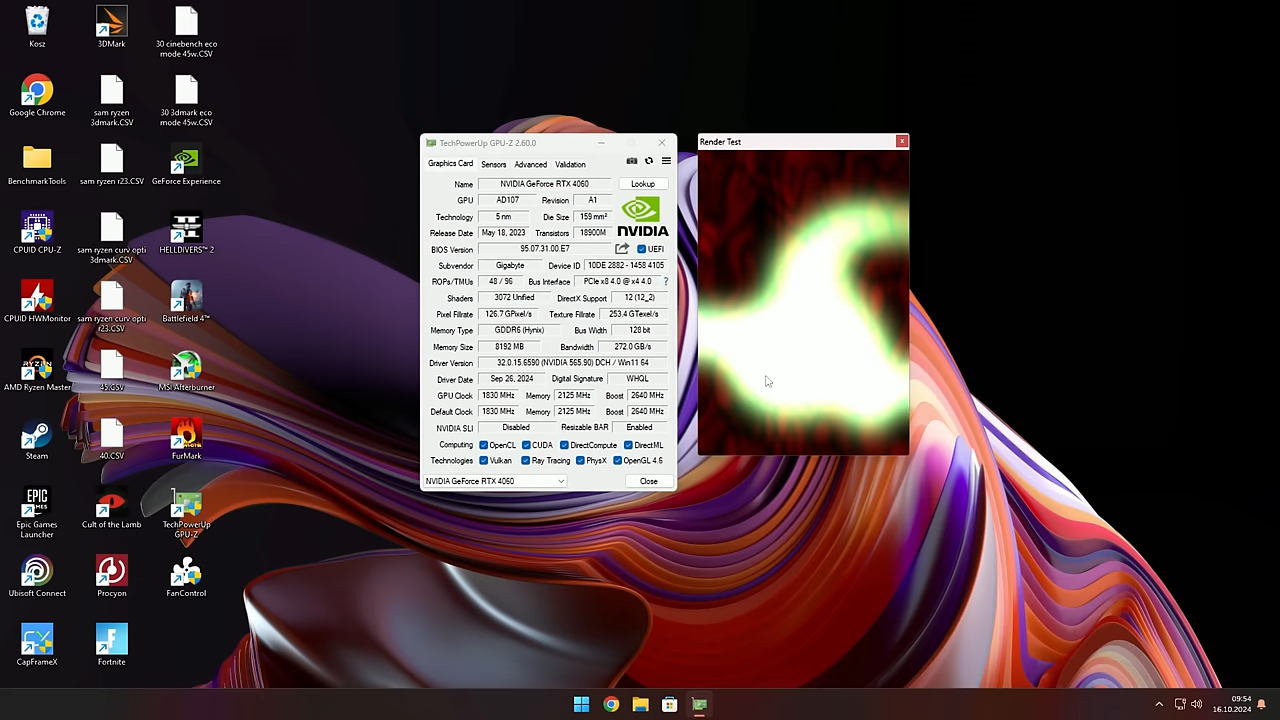 Kosz
3DMark
30 cinebench eco
mode 45w.CSV
Google Chrome
sam ryzen
3dmark.CSV
30 3dmark eco
mode 45w.CSV
BenchmarkTools
sam ryzen r23.CSV
GeForce Experience
CPUID CPU-Z
sam ryzen curv opti
3dmark.CSV
HELLDIVERS™ 2
CPUID HWMonitor
sam ryzen curv opti
r23.CSV
Battlefield 4™
RYZEN
AMD Ryzen Master
45.CSV
MSI Afterburner
Steam
40.CSV
FurMark
EPIC
GAMES
Epic Games
Launcher
Cult of the Lamb
TechPowerUp
GPU-Z
Ubisoft Connect
Procyon
FanControl
CapFrameX
Fortnite
TechPowerUp GPU-Z 2.60.0
Graphics Card Sensors Advanced Validation
Name NVIDIA GeForce RTX 4060 Lookup
GPU AD107 Revision A1
Technology 5 nm Die Size 159 mm²
Release Date May 18, 2023 Transistors 18900M
NVIDIA
BIOS Version 95.07.31.00.E7 UEFI
Subvendor Gigabyte Device ID 10DE 2882 - 1458 4105
ROPs/TMUs 48 / 96 Bus Interface PCIe x8 4.0 @ x4 4.0 ?
Shaders 3072 Unified DirectX Support 12 (12_2)
Pixel Fillrate 126.7 GPixel/s Texture Fillrate 253.4 GTexel/s
Memory Type GDDR6 (Hynix) Bus Width 128 bit
Memory Size 8192 MB Bandwidth 272.0 GB/s
Driver Version 32.0.15.6590 (NVIDIA 565.90) DCH / Win11 64
Driver Date Sep 26, 2024 Digital Signature WHQL
GPU Clock 1830 MHz Memory 2125 MHz Boost 2640 MHz
Default Clock 1830 MHz Memory 2125 MHz Boost 2640 MHz
NVIDIA SLI Disabled Resizable BAR Enabled
Computing OpenCL CUDA DirectCompute DirectML
Technologies Vulkan Ray Tracing PhysX OpenGL 4.6
NVIDIA GeForce RTX 4060 Close
Render Test
09:54
16.10.2024